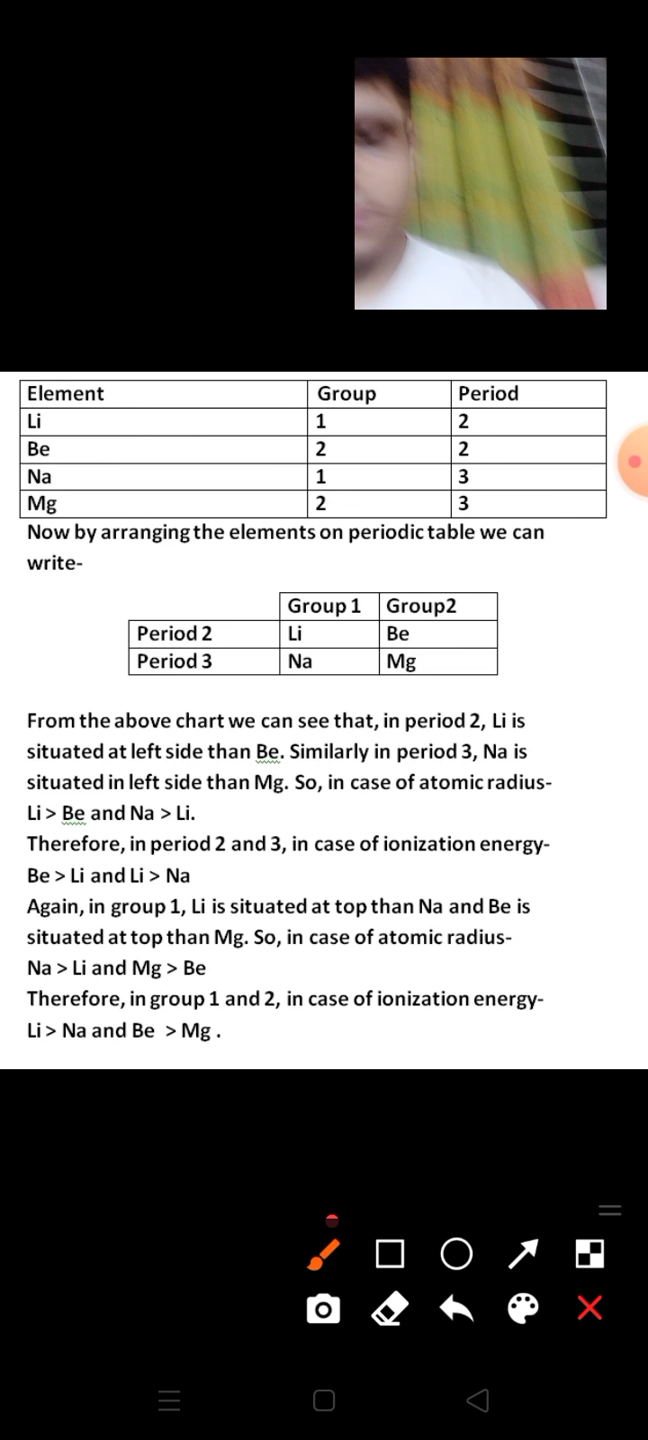 Element Group Period
Li 1 2
Be 2 2
Na 1 3
Mg 2 3
Now by arranging the elements on periodic table we can
write-
Group 1 Group2
Period 2 Li Be
Period 3 Na Mg
From the above chart we can see that, in period 2, Li is
situated at left side than Be. Similarly in period 3, Na is
situated in left side than Mg. So, in case of atomic radius-
Li > Be and Na > Li.
Therefore, in period 2 and 3, in case of ionization energy-
Be > Li and Li > Na
Again, in group 1, Li is situated at top than Na and Be is
situated at top than Mg. So, in case of atomic radius-
Na > Li and Mg > Be
Therefore, in group 1 and 2, in case of ionization energy-
Li > Na and Be > Mg .